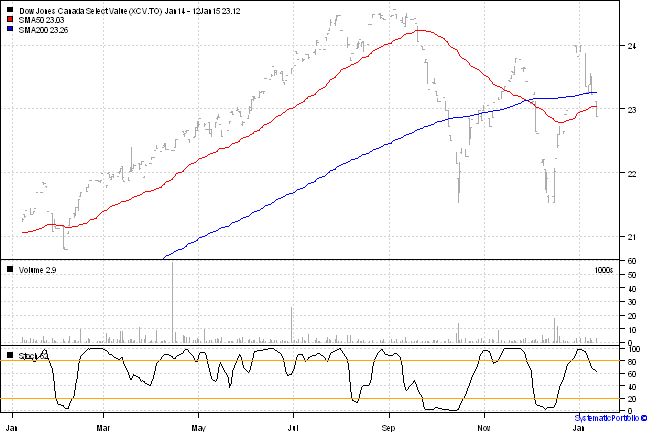 Dow Jones Canada Select Value (XCV.TO) Jan 14 - 12Jan15 23.12
SMA50 23.03
SMA200 23.26
24
23
22
21
Volume 2.9
1000s
60
50
40
30
20
10
0
100
80
60
40
20
0
Jan Mar May Jul Sep Nov Jan
SystematicPortfolio ©